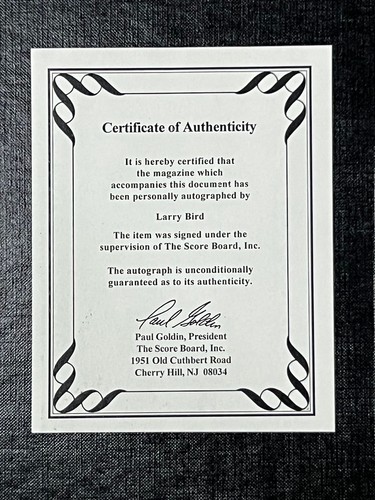 Certificate of Authenticity
It is hereby certified that
the magazine which
accompanies this document has
been personally autographed by
Larry Bird
The item was signed under the
supervision of The Score Board, Inc.
The autograph is unconditionally
guaranteed as to its authenticity.
Paul Goldin
Paul Goldin, President
The Score Board, Inc.
1951 Old Cuthbert Road
Cherry Hill, NJ 08034